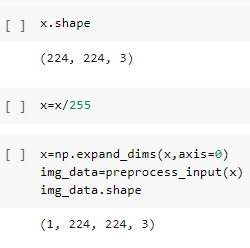 [ ] x.shape
(224, 224, 3)
[ ] x=x/255
[ ] x=np.expand_dims(x,axis=0)
img_data=preprocess_input(x)
img_data.shape
(1, 224, 224, 3)